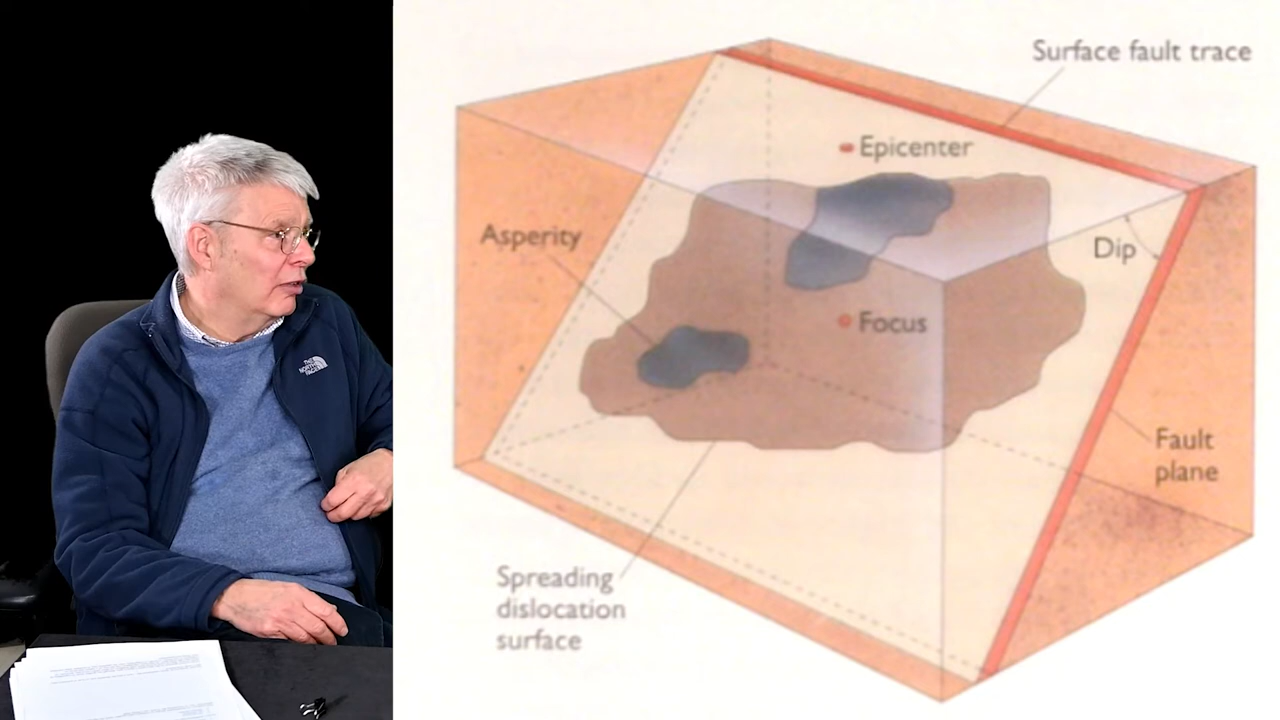 Surface fault trace
Epicenter
Asperity
Dip
Focus
Fault
plane
Spreading
dislocation
surface
THE
NORTH
FACE